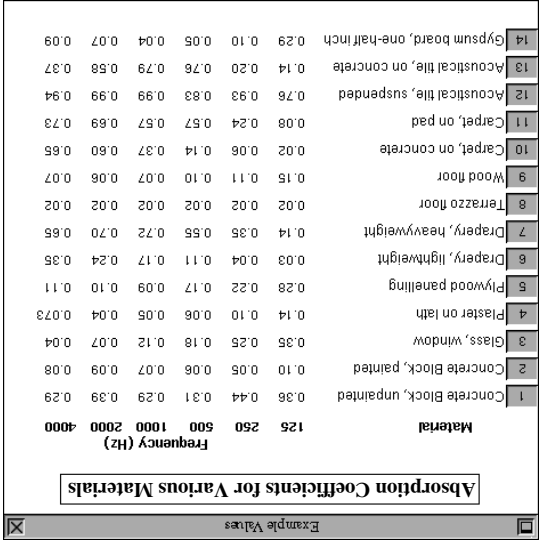 Example Values
Absorption Coefficients for Various Materials
Frequency (Hz)
Material 125 250 500 1000 2000 4000
1 Concrete Block, unpainted 0.36 0.44 0.31 0.29 0.39 0.29
2 Concrete Block, painted 0.10 0.05 0.06 0.07 0.09 0.08
3 Glass, window 0.35 0.25 0.18 0.12 0.07 0.04
4 Plaster on lath 0.14 0.10 0.06 0.05 0.04 0.073
5 Plywood panelling 0.28 0.22 0.17 0.09 0.10 0.11
6 Drapery, lightweight 0.03 0.04 0.11 0.17 0.24 0.35
7 Drapery, heavyweight 0.14 0.35 0.55 0.72 0.70 0.65
8 Terrazzo floor 0.02 0.02 0.02 0.02 0.02 0.02
9 Wood floor 0.15 0.11 0.10 0.07 0.06 0.07
10 Carpet, on concrete 0.02 0.06 0.14 0.37 0.60 0.65
11 Carpet, on pad 0.08 0.24 0.57 0.57 0.69 0.73
12 Acoustical tile, suspended 0.76 0.93 0.83 0.99 0.99 0.94
13 Acoustical tile, on concrete 0.14 0.20 0.76 0.79 0.58 0.37
14 Gypsum board, one-half inch 0.29 0.10 0.05 0.04 0.07 0.09